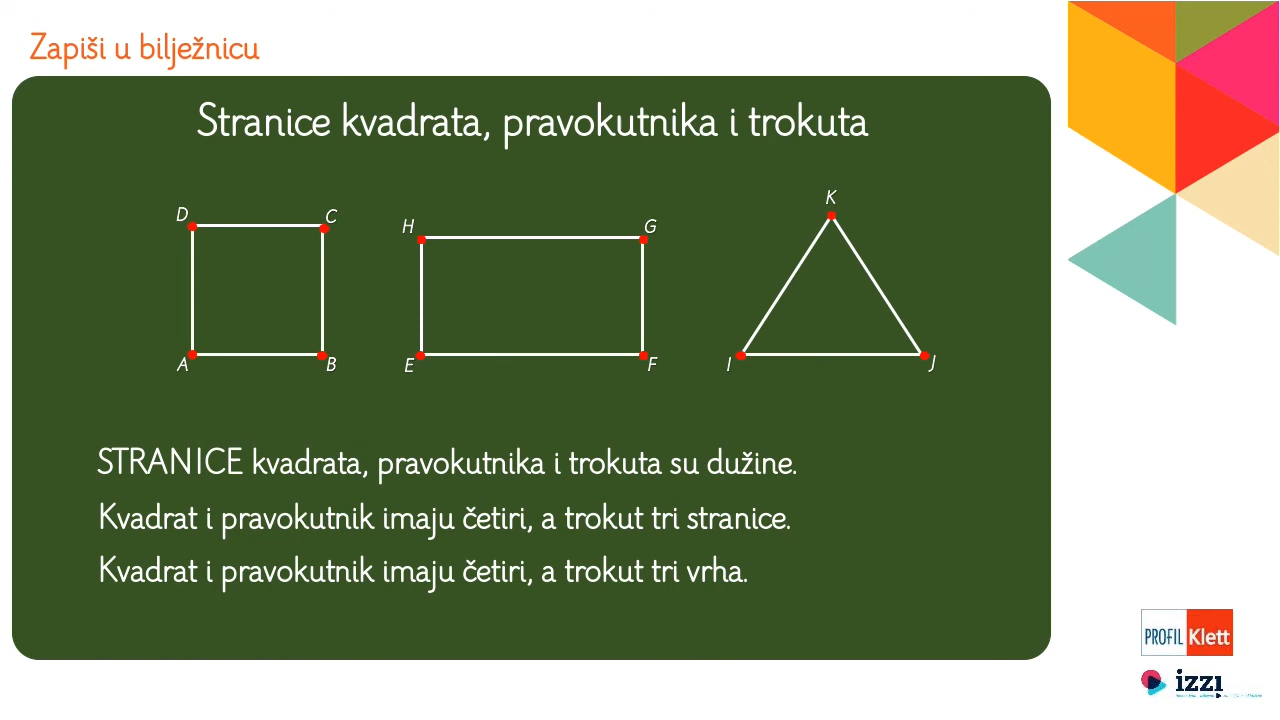 Zapiši u bilježnicu
Stranice kvadrata, pravokutnika i trokuta
D
C
H
G
K
A
B
E
F
I
J
STRANICE kvadrata, pravokutnika i trokuta su dužine.
Kvadrat i pravokutnik imaju četiri, a trokut tri stranice.
Kvadrat i pravokutnik imaju četiri, a trokut tri vrha.
PROFIL Klett
izzi